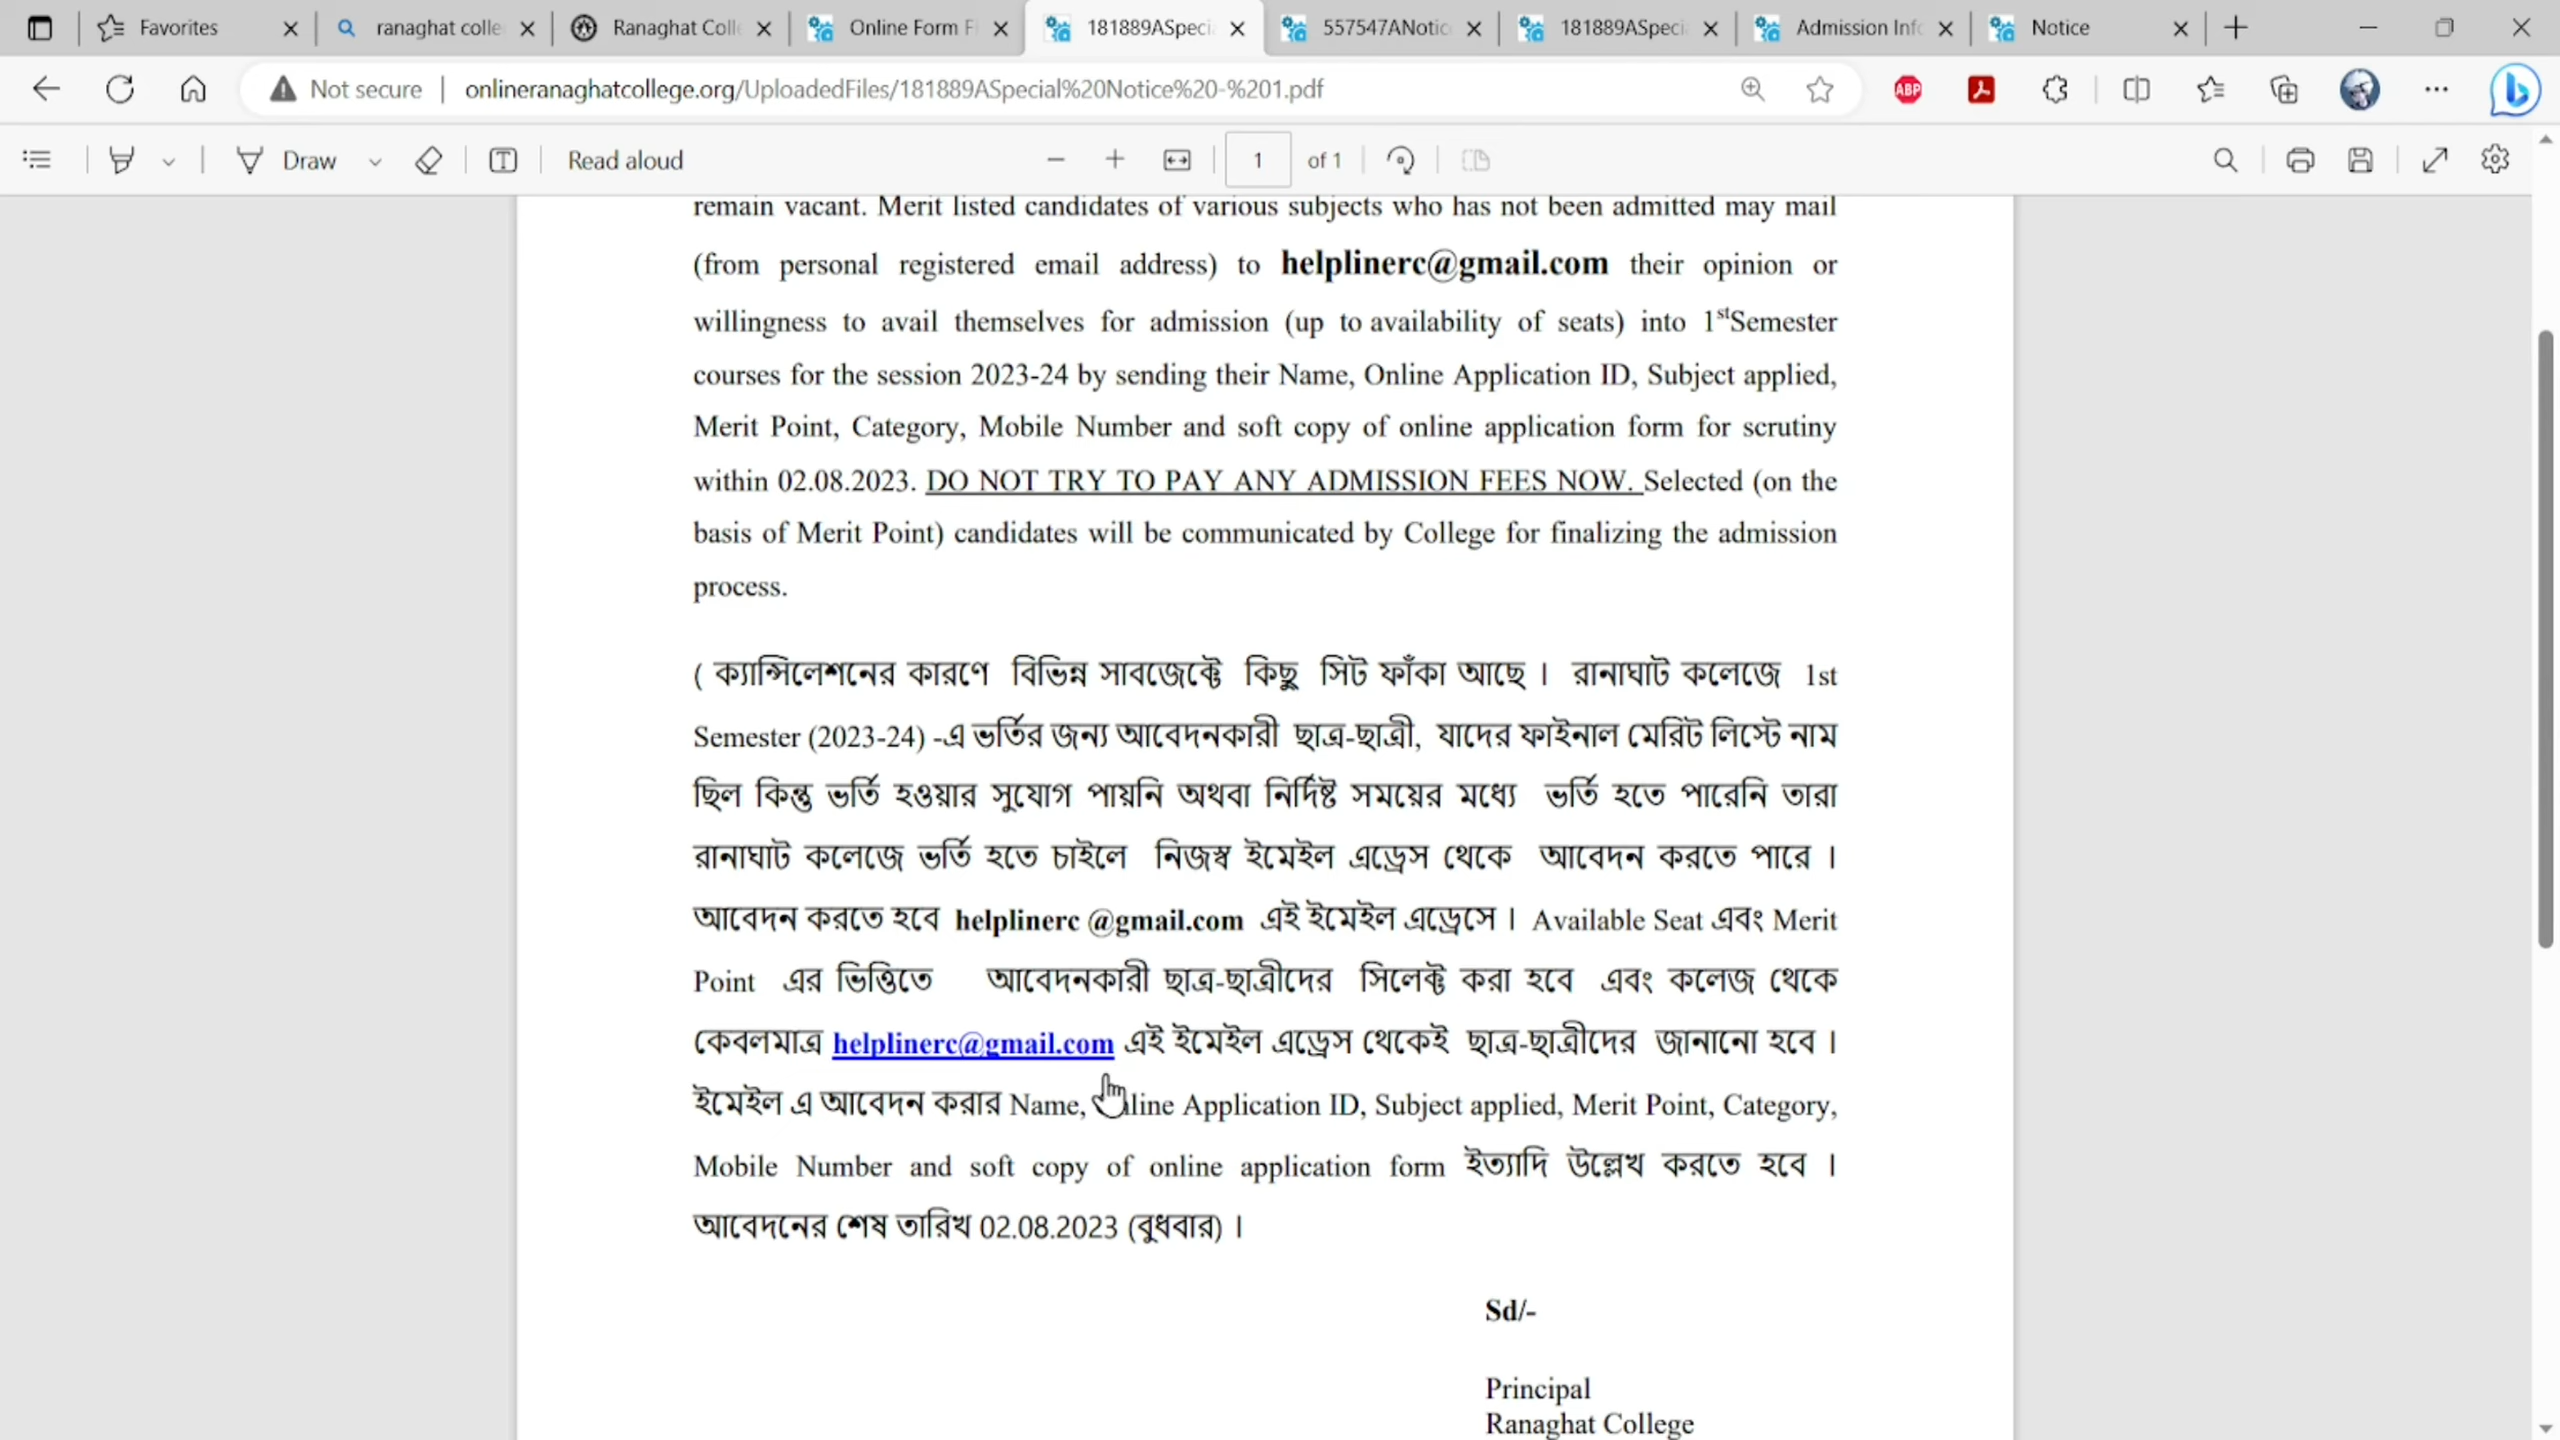 Favorites
ranaghat colle
Ranaghat Coll
Online Form F
181889ASpeci
557547ANotic
181889ASpeci
Admission Info
Notice
Not secure
onlineranaghatcollege.org/UploadedFiles/181889ASpecial%20Notice%20-%201.pdf
ABP
Draw
Read aloud
1 of 1
remain vacant. Merit listed candidates of various subjects who has not been admitted may mail
(from personal registered email address) to helplinerc@gmail.com their opinion or
willingness to avail themselves for admission (up to availability of seats) into 1stSemester
courses for the session 2023-24 by sending their Name, Online Application ID, Subject applied,
Merit Point, Category, Mobile Number and soft copy of online application form for scrutiny
within 02.08.2023. DO NOT TRY TO PAY ANY ADMISSION FEES NOW. Selected (on the
basis of Merit Point) candidates will be communicated by College for finalizing the admission
process.
( ক্যান্সিলেশনের কারণে বিভিন্ন সাবজেক্টে কিছু সিট ফাঁকা আছে । রানাঘাট কলেজে 1st
Semester (2023-24) -এ ভর্তির জন্য আবেদনকারী ছাত্র-ছাত্রী, যাদের ফাইনাল মেরিট লিস্টে নাম
ছিল কিন্তু ভর্তি হওয়ার সুযোগ পায়নি অথবা নির্দিষ্ট সময়ের মধ্যে ভর্তি হতে পারেনি তারা
রানাঘাট কলেজে ভর্তি হতে চাইলে নিজস্ব ইমেইল এড্রেস থেকে আবেদন করতে পারে ।
আবেদন করতে হবে helplinerc @gmail.com এই ইমেইল এড্রেসে । Available Seat এবং Merit
Point এর ভিত্তিতে আবেদনকারী ছাত্র-ছাত্রীদের সিলেক্ট করা হবে এবং কলেজ থেকে
কেবলমাত্র helplinerc@gmail.com এই ইমেইল এড্রেস থেকেই ছাত্র-ছাত্রীদের জানানো হবে ।
ইমেইল এ আবেদন করার Name, line Application ID, Subject applied, Merit Point, Category,
Mobile Number and soft copy of online application form ইত্যাদি উল্লেখ করতে হবে ।
আবেদনের শেষ তারিখ 02.08.2023 (বুধবার) ।
Sd/-
Principal
Ranaghat College